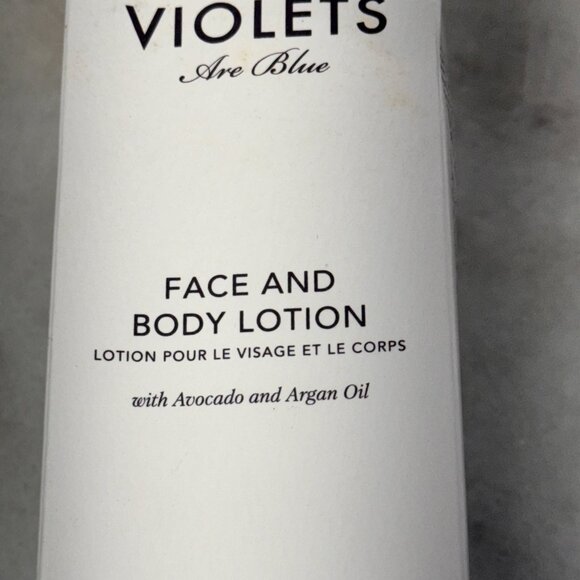 VIOLETS
Are Blue
FACE AND
BODY LOTION
LOTION POUR LE VISAGE ET LE CORPS
with Avocado and Argan Oil